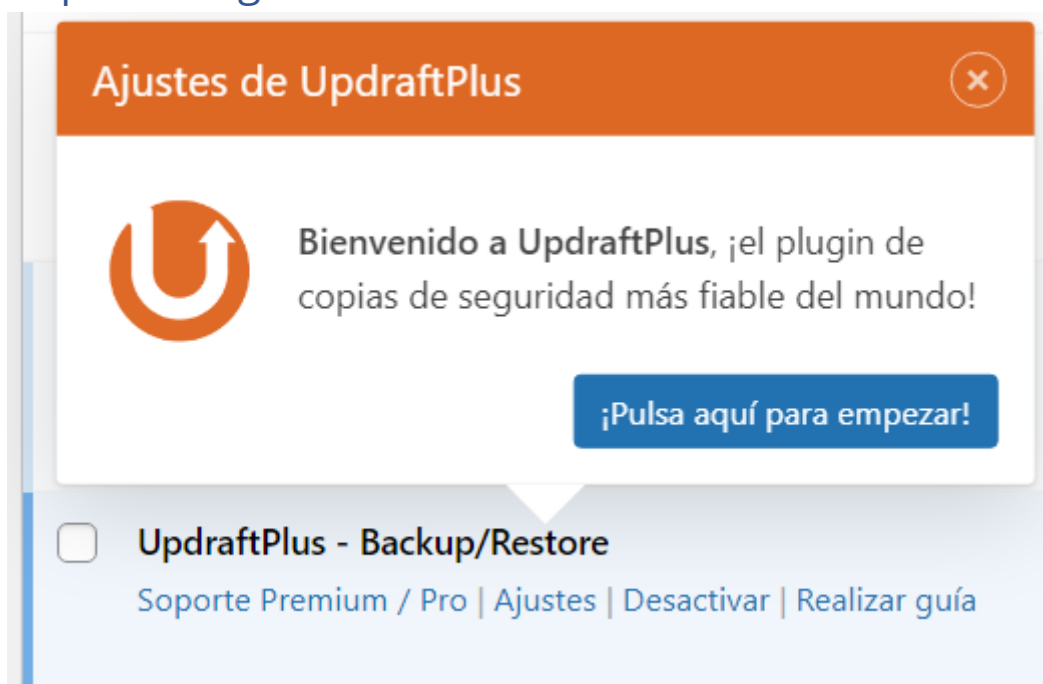 Ajustes de UpdraftPlus
Bienvenido a UpdraftPlus, ¡el plugin de
copias de seguridad más fiable del mundo!
¡Pulsa aquí para empezar!
UpdraftPlus - Backup/Restore
Soporte Premium / Pro | Ajustes | Desactivar | Realizar guía